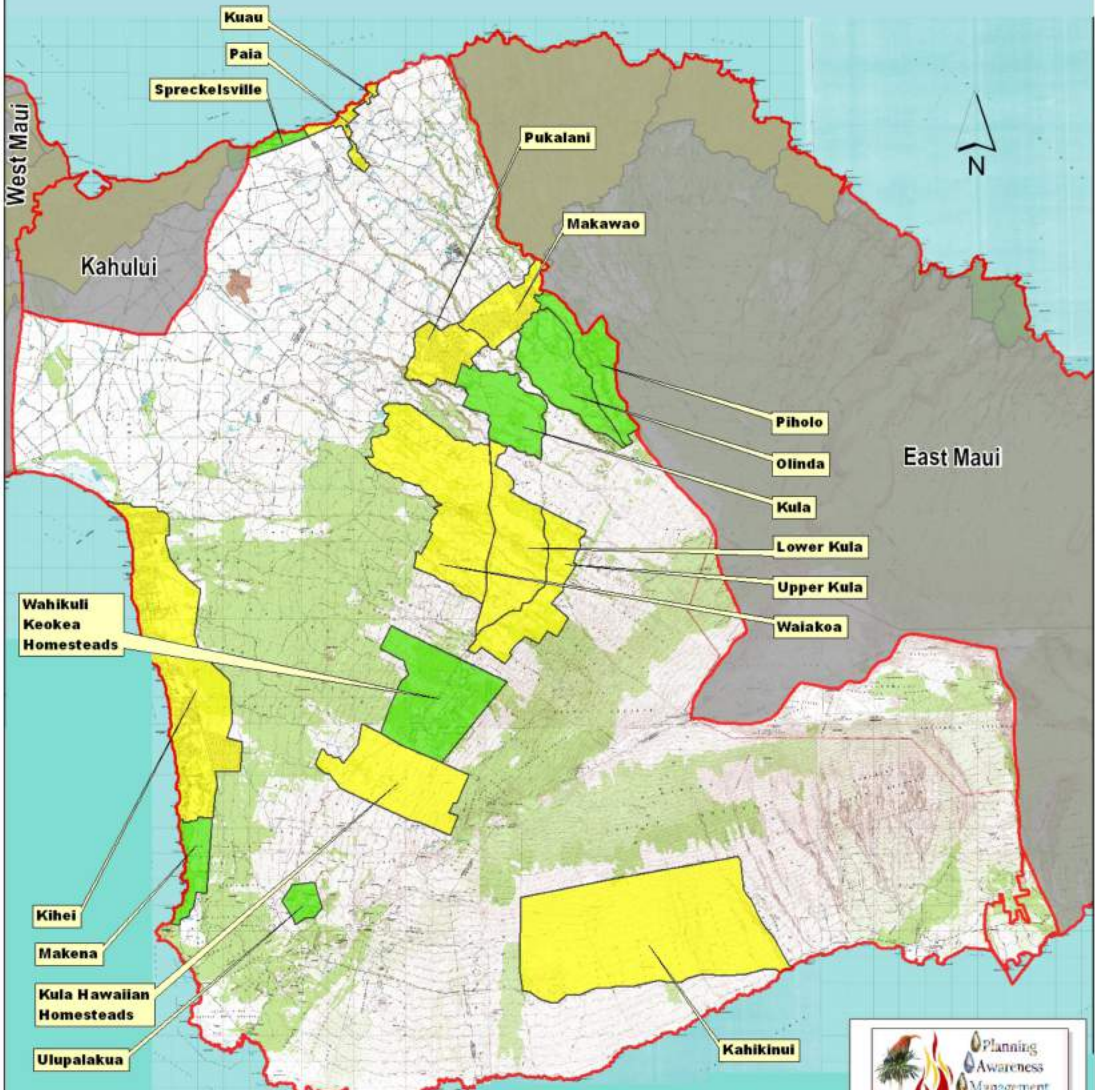 Kuau
Paia
Spreckelsville
West Maui
Kahului
Pukalani
N
Makawao
Piholo
Olinda
East Maui
Kula
Lower Kula
Upper Kula
Waiakoa
Wahikuli
Keokea
Homesteads
Kihei
Makena
Kula Hawaiian
Homesteads
Ulupalakua
Kahikinui
Planning
Awareness
Management